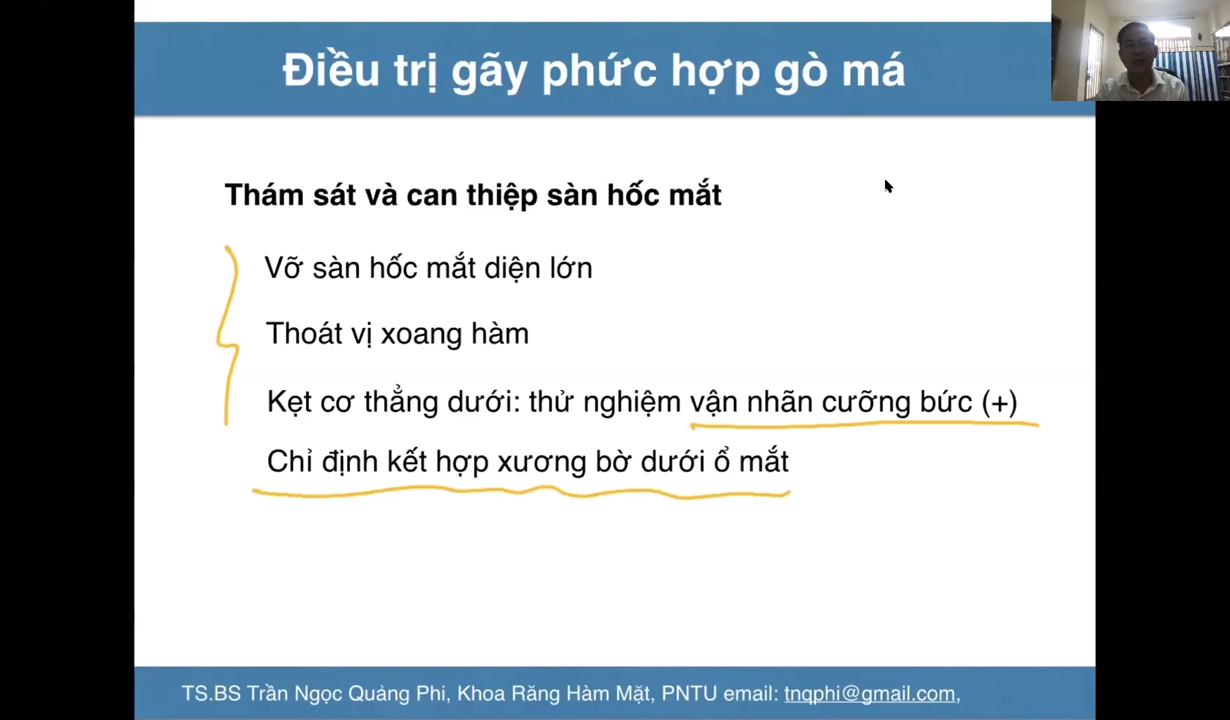 Điều trị gãy phức hợp gò má
Thám sát và can thiệp sàn hốc mắt
Vỡ sàn hốc mắt diện lớn
Thoát vị xoang hàm
Kẹt cơ thẳng dưới: thử nghiệm vận nhãn cưỡng bức (+)
Chỉ định kết hợp xương bờ dưới ổ mắt
TS.BS Trần Ngọc Quảng Phi, Khoa Răng Hàm Mặt, PNTU email: tnqphi@gmail.com,